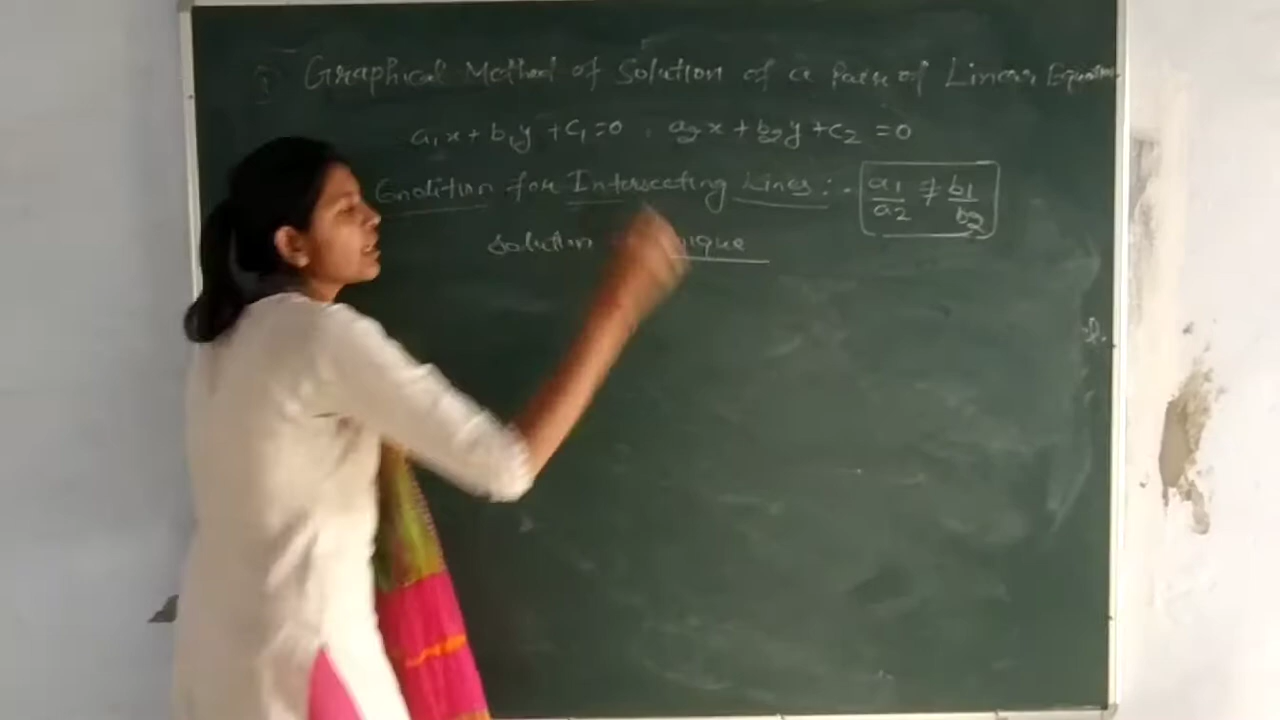 Graphical Method of Solution of a Pair of Linear Equations
a₁x + b₁y + c₁ = 0 , a₂x + b₂y + c₂ = 0
Condition for Intersecting Lines : - a₁/a₂ ≠ b₁/b₂
Solution